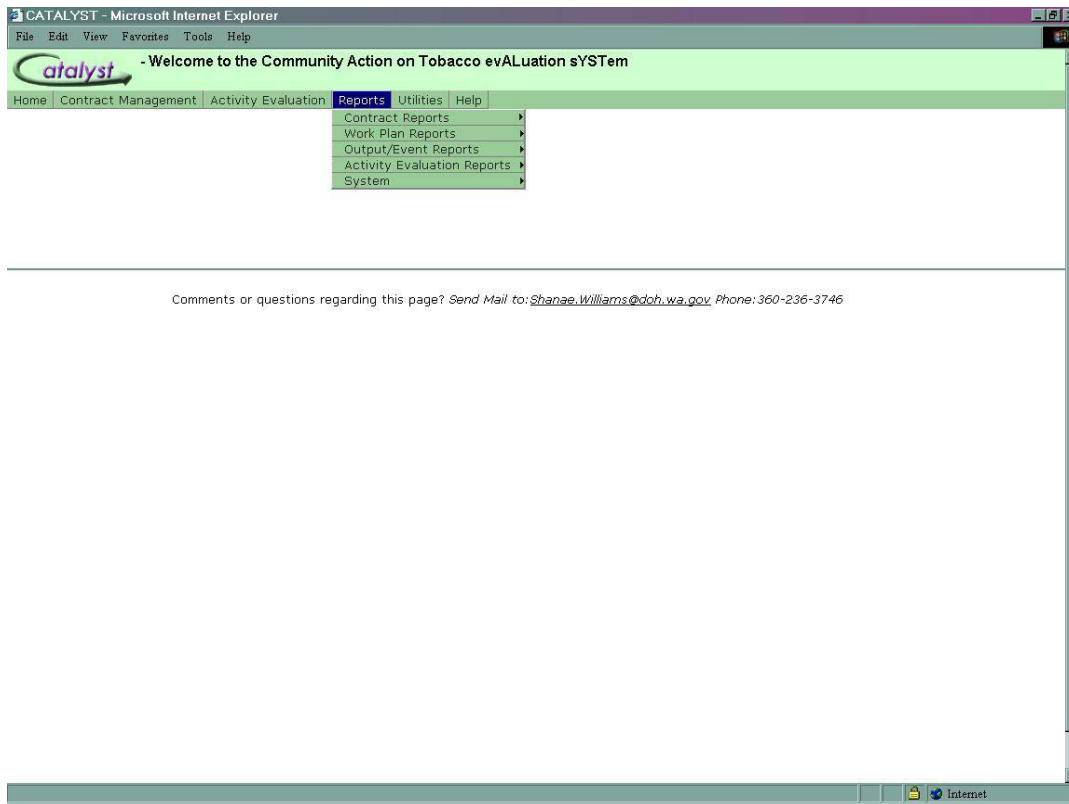 CATALYST - Microsoft Internet Explorer
File Edit View Favorites Tools Help
Catalyst - Welcome to the Community Action on Tobacco evALuation sYSTem
Home Contract Management Activity Evaluation Reports Utilities Help
Contract Reports
Work Plan Reports
Output/Event Reports
Activity Evaluation Reports
System
Comments or questions regarding this page? Send Mail to:Shanae.Williams@doh.wa.gov Phone:360-236-3746
Internet